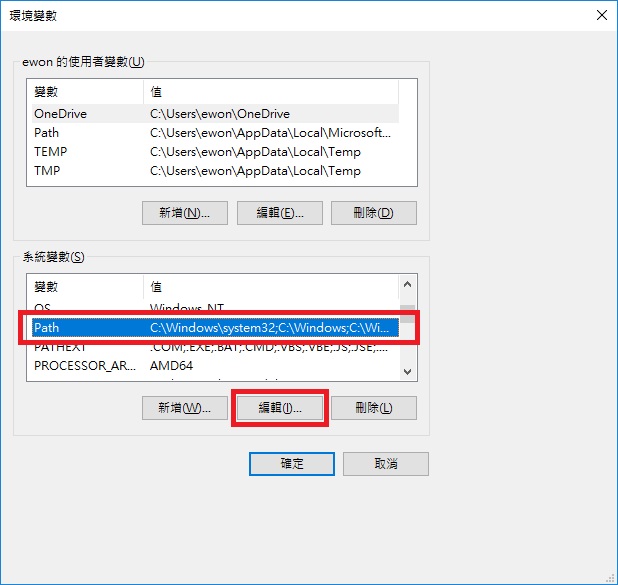 環境變數
ewon 的使用者變數(U)
變數 值
OneDrive C:\Users\ewon\OneDrive
Path C:\Users\ewon\AppData\Local\Microsoft...
TEMP C:\Users\ewon\AppData\Local\Temp
TMP C:\Users\ewon\AppData\Local\Temp
新增(N)... 編輯(E)... 刪除(D)
系統變數(S)
變數 值
OS Windows_NT
Path C:\Windows\system32;C:\Windows;C:\Wi...
PATHEXT .COM;.EXE;.BAT;.CMD;.VBS;.VBE;.JS;.JSE;...
PROCESSOR_AR... AMD64
新增(W)... 編輯(I)... 刪除(L)
確定 取消